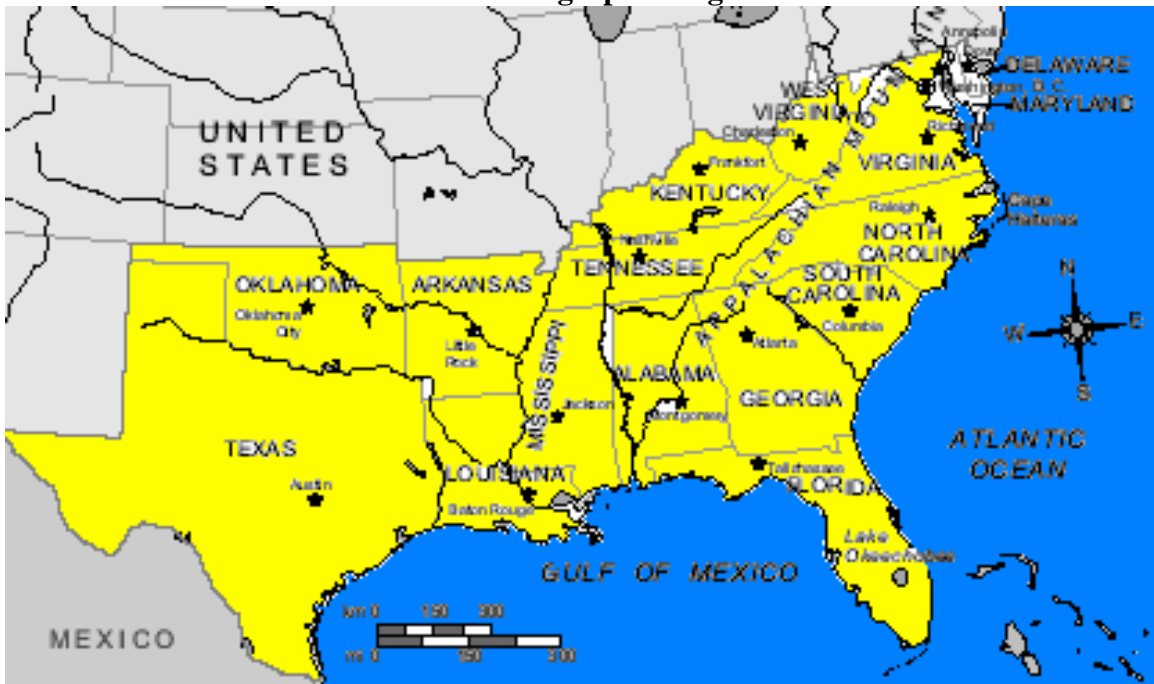 UNITED
STATES
MEXICO
DELAWARE
MARYLAND
WEST
VIRGINIA
Charleston
Richmond
VIRGINIA
Frankfort
KENTUCKY
APPALACHIAN MOUNTAIN
Raleigh
NORTH
CAROLINA
Cape
Hatteras
Nashville
TENNESSEE
SOUTH
CAROLINA
Columbia
OKLAHOMA
Oklahoma
City
ARKANSAS
Little
Rock
MISSISSIPPI
Jackson
ALABAMA
Montgomery
Atlanta
GEORGIA
TEXAS
Austin
LOUISIANA
Baton Rouge
Tallahassee
FLORIDA
Lake
Okeechobee
GULF OF MEXICO
ATLANTIC
OCEAN
N
W
E
S
km 0 150 300
mi 0 150 300